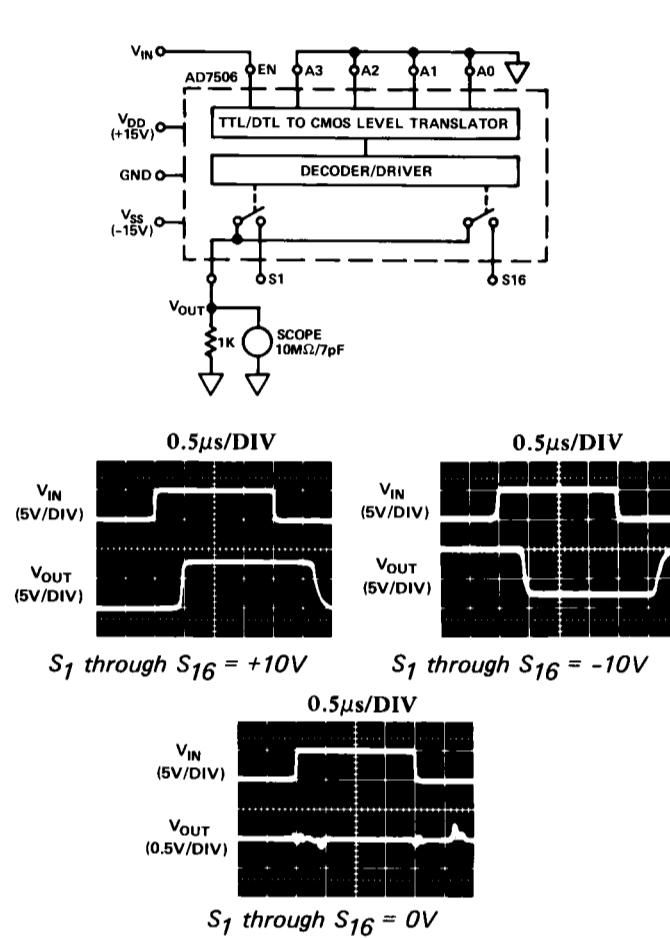 VIN
EN
A3
A2
A1
A0
AD7506
VDD
(+15V)
TTL/DTL TO CMOS LEVEL TRANSLATOR
GND
DECODER/DRIVER
VSS
(-15V)
S1
S16
VOUT
1K
SCOPE
10MΩ/7pF
0.5μs/DIV
VIN
(5V/DIV)
VOUT
(5V/DIV)
S1 through S16 = +10V
0.5μs/DIV
VIN
(5V/DIV)
VOUT
(5V/DIV)
S1 through S16 = -10V
0.5μs/DIV
VIN
(5V/DIV)
VOUT
(0.5V/DIV)
S1 through S16 = 0V